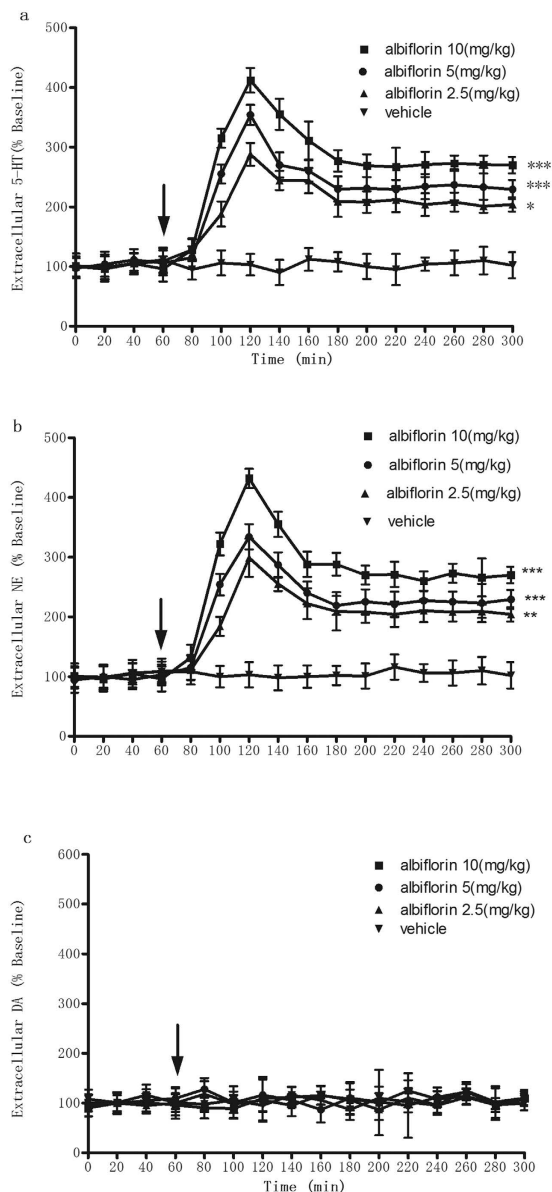 a
500
400
300
200
100
0
Extracellular 5-HT(% Baseline)
albiflorin 10(mg/kg)
albiflorin 5(mg/kg)
albiflorin 2.5(mg/kg)
vehicle
***
***
*
0 20 40 60 80 100 120 140 160 180 200 220 240 260 280 300
Time (min)
b
500
400
300
200
100
0
Extracellular NE (% Baseline)
albiflorin 10(mg/kg)
albiflorin 5(mg/kg)
albiflorin 2.5(mg/kg)
vehicle
***
***
**
0 20 40 60 80 100 120 140 160 180 200 220 240 260 280 300
Time (min)
c
600
500
400
300
200
100
0
Extracellular DA (% Baseline)
albiflorin 10(mg/kg)
albiflorin 5(mg/kg)
albiflorin 2.5(mg/kg)
vehicle
0 20 40 60 80 100 120 140 160 180 200 220 240 260 280 300
Time (min)